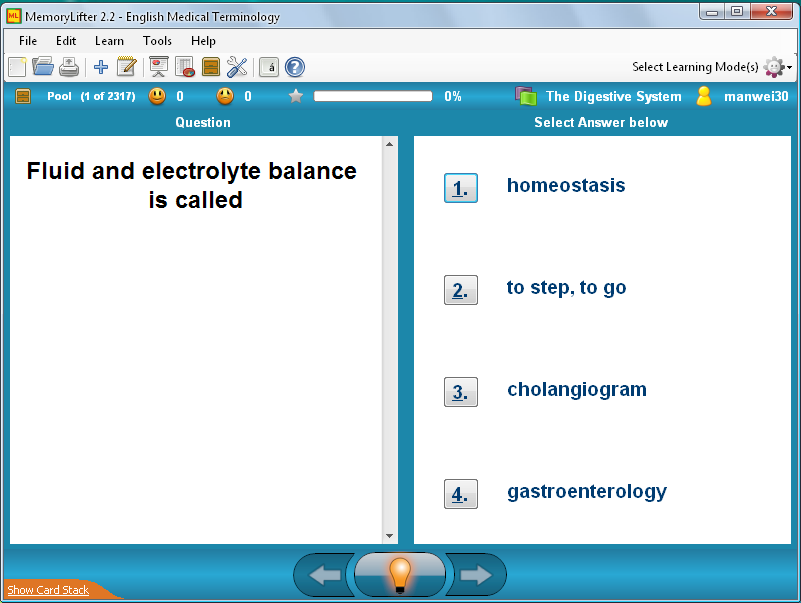 MemoryLifter 2.2 - English Medical Terminology
File Edit Learn Tools Help
á ? Select Learning Mode(s)
Pool (1 of 2317) 0 0 0% The Digestive System manwei30
Question
Select Answer below
Fluid and electrolyte balance
is called
1. homeostasis
2. to step, to go
3. cholangiogram
4. gastroenterology
Show Card Stack